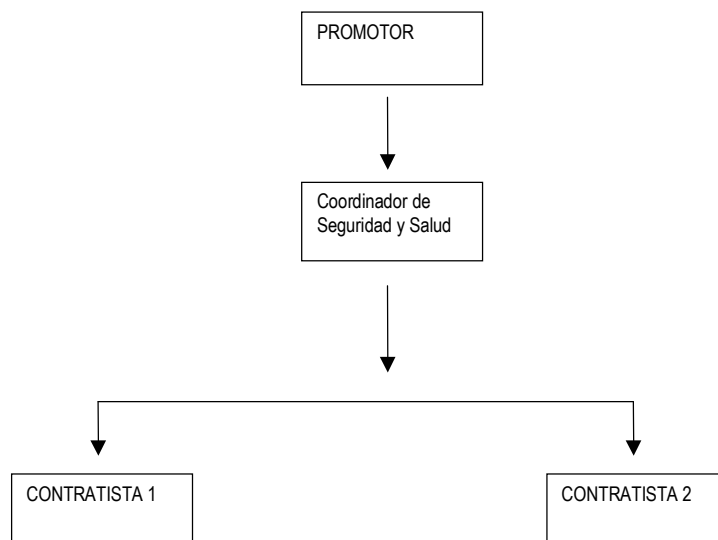 PROMOTOR
Coordinador de
Seguridad y Salud
CONTRATISTA 1
CONTRATISTA 2